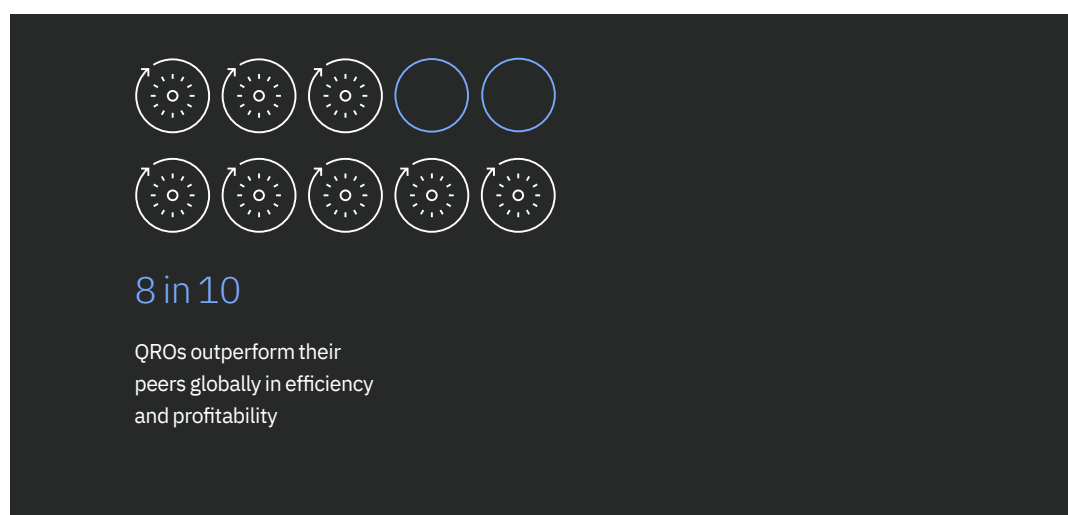 8 in 10
QROs outperform their
peers globally in efficiency
and profitability